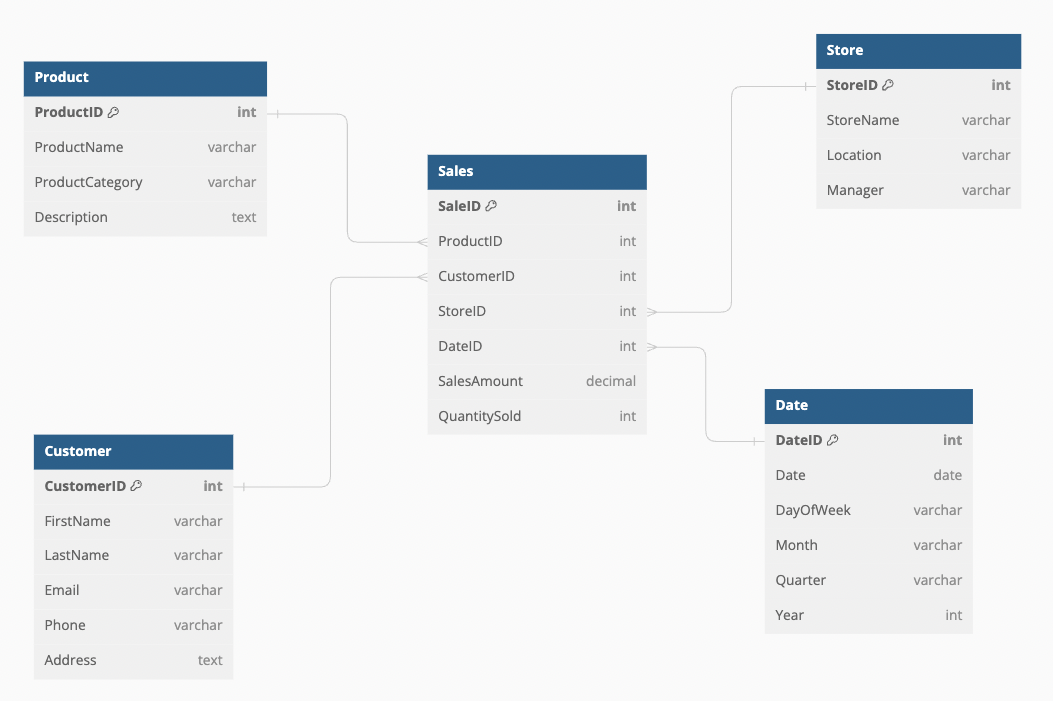 Product
ProductID int
ProductName varchar
ProductCategory varchar
Description text
Store
StoreID int
StoreName varchar
Location varchar
Manager varchar
Sales
SaleID int
ProductID int
CustomerID int
StoreID int
DateID int
SalesAmount decimal
QuantitySold int
Customer
CustomerID int
FirstName varchar
LastName varchar
Email varchar
Phone varchar
Address text
Date
DateID int
Date date
DayOfWeek varchar
Month varchar
Quarter varchar
Year int